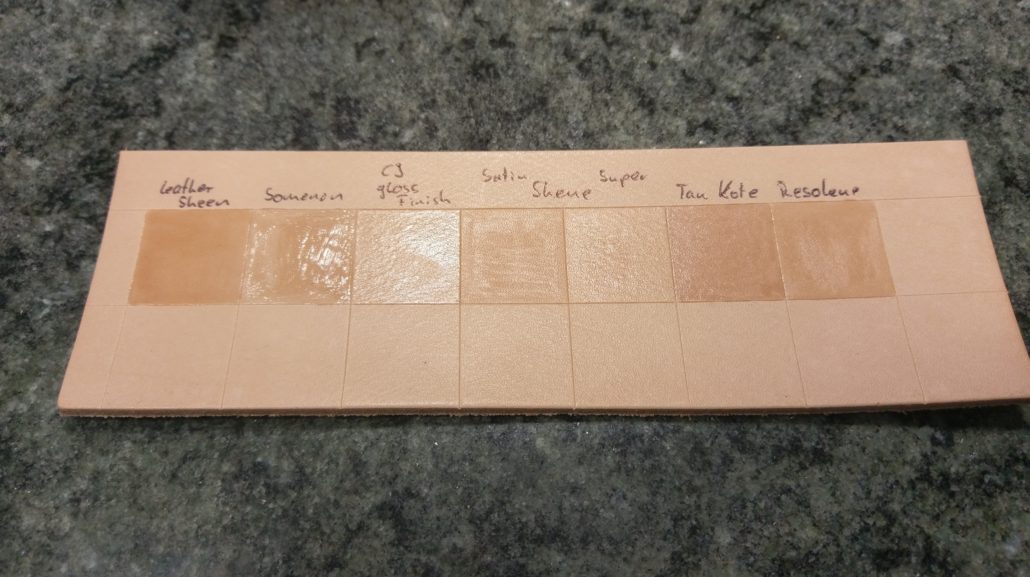 Leather
Sheen
CJ
gloss
Finish
Satin
Shene
Super
Tan Kote
Resolene